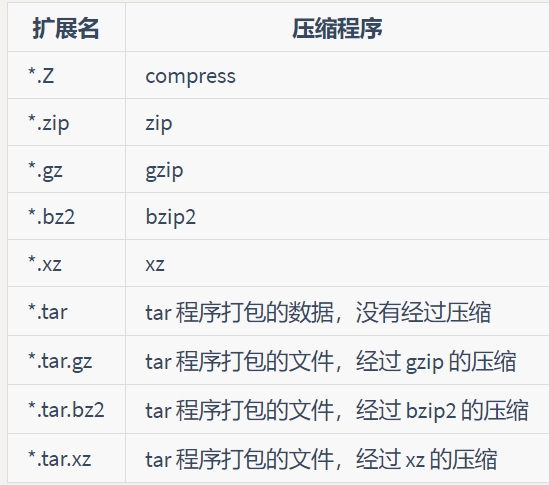 扩展名 压缩程序
*.Z compress
*.zip zip
*.gz gzip
*.bz2 bzip2
*.xz xz
*.tar tar 程序打包的数据，没有经过压缩
*.tar.gz tar 程序打包的文件，经过 gzip 的压缩
*.tar.bz2 tar 程序打包的文件，经过 bzip2 的压缩
*.tar.xz tar 程序打包的文件，经过 xz 的压缩